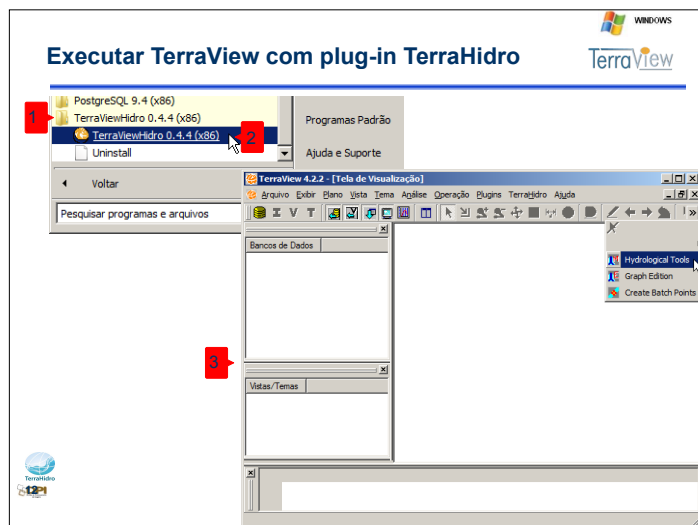 WINDOWS
Executar TerraView com plug-in TerraHidro
TerraView
PostgreSQL 9.4 (x86)
1
TerraViewHidro 0.4.4 (x86)
TerraViewHidro 0.4.4 (x86)
2
Uninstall
Programas Padrão
Ajuda e Suporte
Voltar
Pesquisar programas e arquivos
TerraView 4.2.2 - [Tela de Visualização]
Arquivo Exibir Plano Vista Tema Análise Operação Plugins TerraHidro Ajuda
I V T
Bancos de Dados
Hydrological Tools
Graph Edition
Create Batch Points
3
Vistas/Temas
TerraHidro